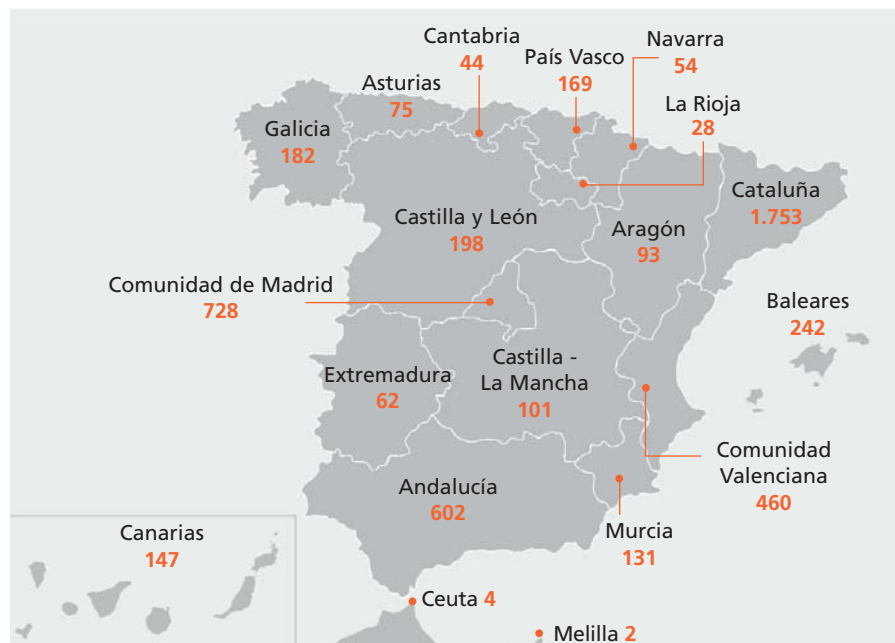 Cantabria
44
País Vasco
169
Navarra
54
Asturias
75
La Rioja
28
Galicia
182
Cataluña
1.753
Castilla y León
198
Aragón
93
Comunidad de Madrid
728
Baleares
242
Extremadura
62
Castilla -
La Mancha
101
Comunidad
Valenciana
460
Andalucía
602
Murcia
131
Canarias
147
Ceuta 4
Melilla 2